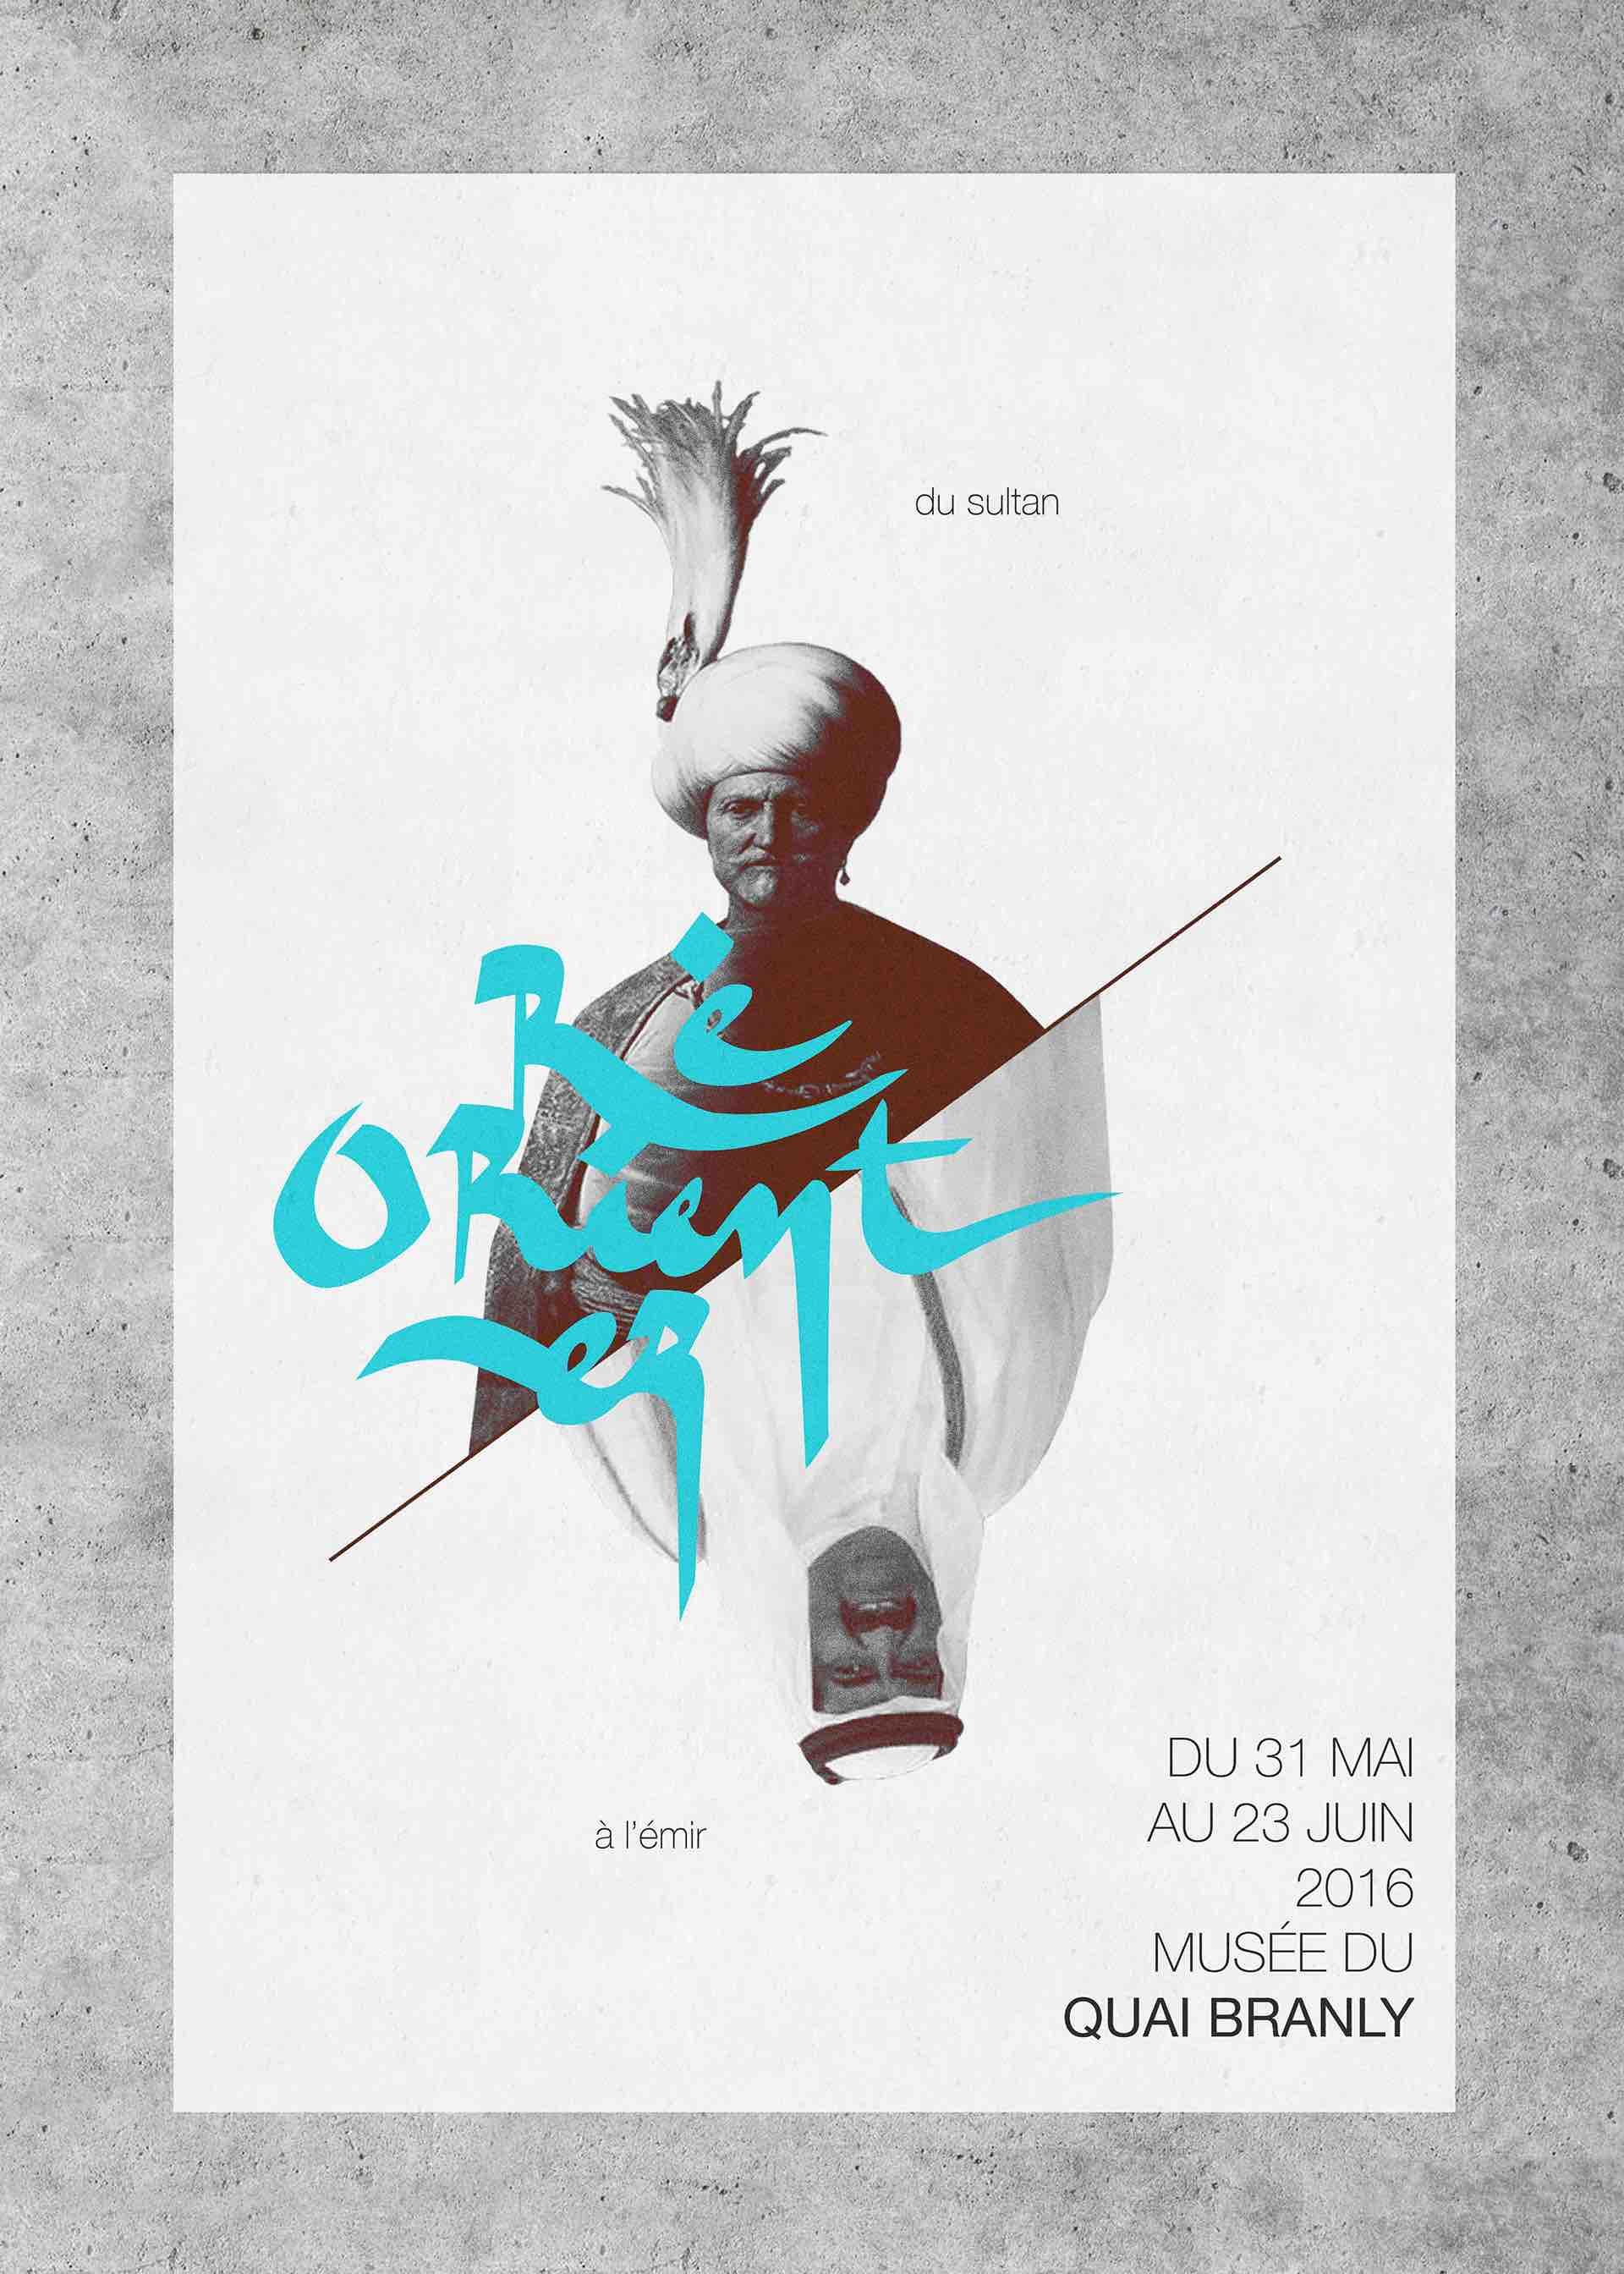 du sultan
Ré
ORient
eR
à l'émir
DU 31 MAI
AU 23 JUIN
2016
MUSÉE DU
QUAI BRANLY